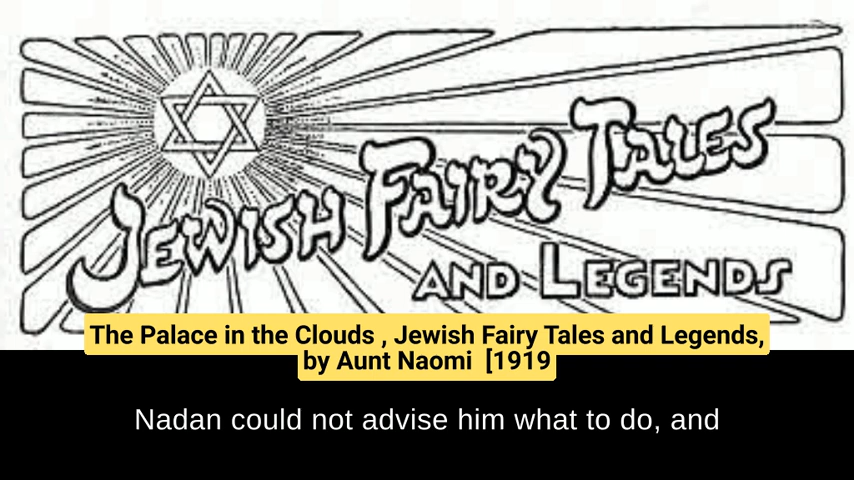 JEWISH FAIRY TALES
AND LEGENDS
The Palace in the Clouds , Jewish Fairy Tales and Legends,
by Aunt Naomi  [1919
Nadan could not advise him what to do, and